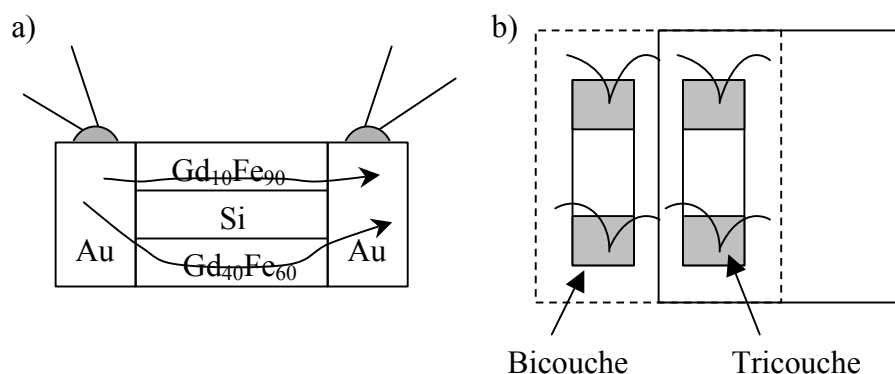 a)
b)
Gd₁₀Fe₉₀
Si
Au
Au
Gd₄₀Fe₆₀
Bicouche
Tricouche